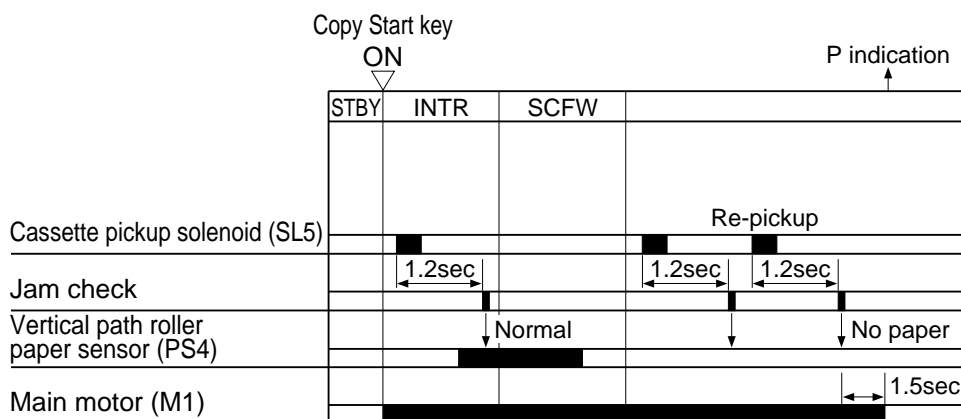 Copy Start key
ON
P indication
STBY INTR SCFW
Re-pickup
Cassette pickup solenoid (SL5)
1.2sec 1.2sec 1.2sec
Jam check
Vertical path roller
paper sensor (PS4)
Normal
No paper
1.5sec
Main motor (M1)